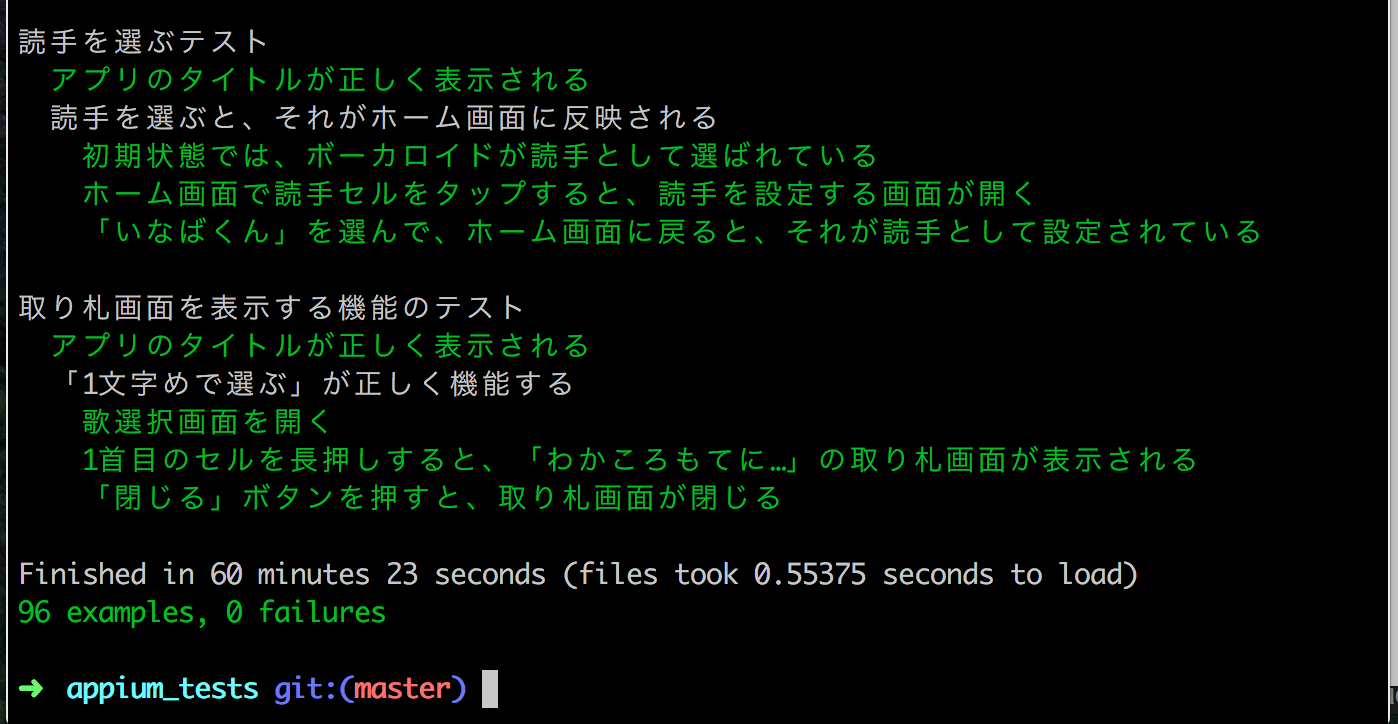 読手を選ぶテスト
アプリのタイトルが正しく表示される
読手を選ぶと、それがホーム画面に反映される
初期状態では、ボーカロイドが読手として選ばれている
ホーム画面で読手セルをタップすると、読手を設定する画面が開く
「いなばくん」を選んで、ホーム画面に戻ると、それが読手として設定されている
取り札画面を表示する機能のテスト
アプリのタイトルが正しく表示される
「1文字めで選ぶ」が正しく機能する
歌選択画面を開く
1首目のセルを長押しすると、「わかころもてに…」の取り札画面が表示される
「閉じる」ボタンを押すと、取り札画面が閉じる
Finished in 60 minutes 23 seconds (files took 0.55375 seconds to load)
96 examples, 0 failures
➜ appium_tests git:(master)